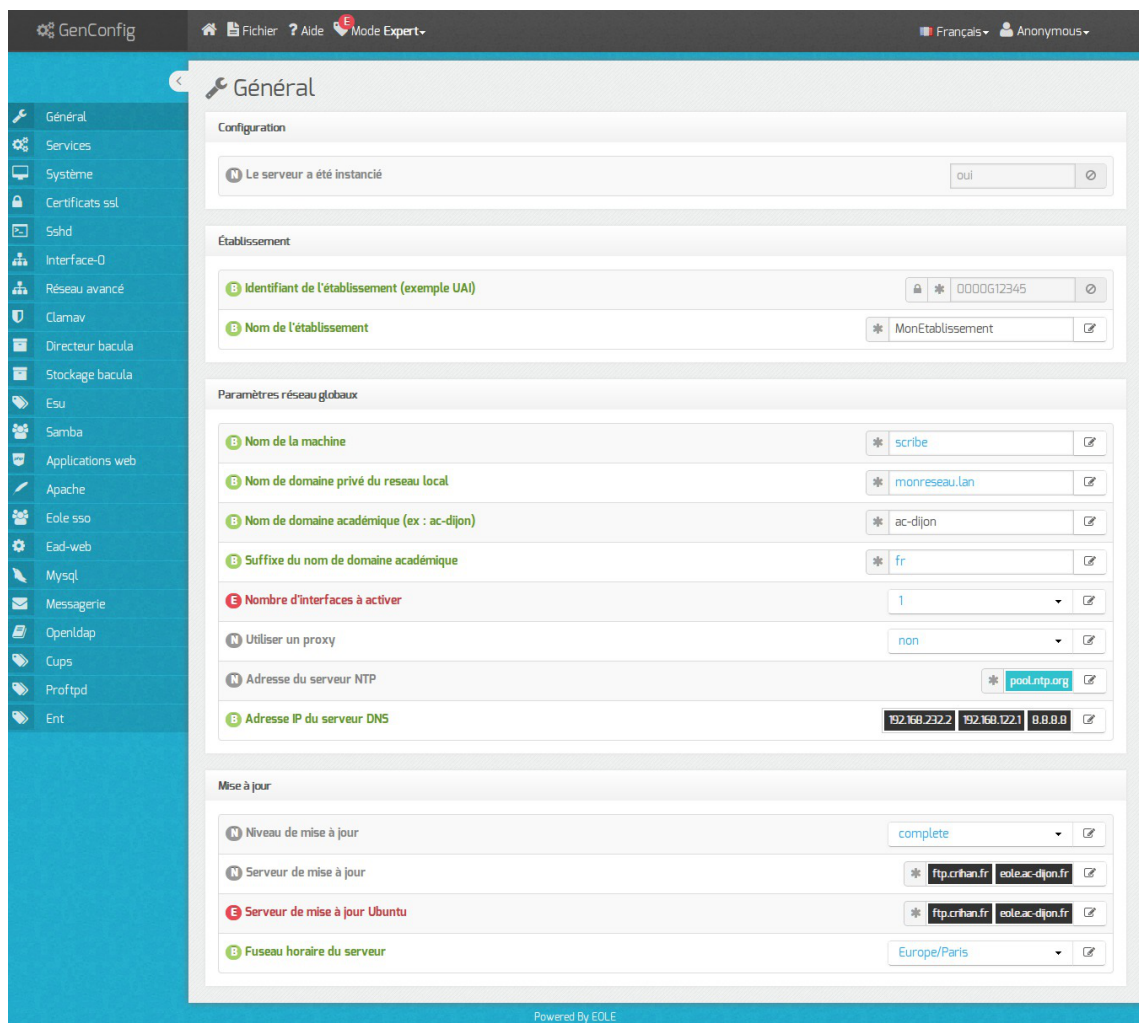 GenConfig
Fichier ? Aide E Mode Expert
Français Anonymous
Général
Services
Système
Certificats ssl
Sshd
Interface-0
Réseau avancé
Clamav
Directeur bacula
Stockage bacula
Esu
Samba
Applications web
Apache
Eole sso
Ead-web
Mysql
Messagerie
Openldap
Cups
Proftpd
Ent
Général
Configuration
N Le serveur a été instancié oui
Établissement
B Identifiant de l'établissement (exemple UAI) * 0000G12345
B Nom de l'établissement * MonEtablissement
Paramètres réseau globaux
B Nom de la machine * scribe
B Nom de domaine privé du reseau local * monreseau.lan
B Nom de domaine académique (ex : ac-dijon) * ac-dijon
B Suffixe du nom de domaine académique * fr
E Nombre d'interfaces à activer 1
N Utiliser un proxy non
N Adresse du serveur NTP * pool.ntp.org
B Adresse IP du serveur DNS 192.168.232.2 192.168.122.1 8.8.8.8
Mise à jour
N Niveau de mise à jour complete
N Serveur de mise à jour * ftp.crihan.fr eole.ac-dijon.fr
E Serveur de mise à jour Ubuntu * ftp.crihan.fr eole.ac-dijon.fr
B Fuseau horaire du serveur Europe/Paris
Powered By EOLE